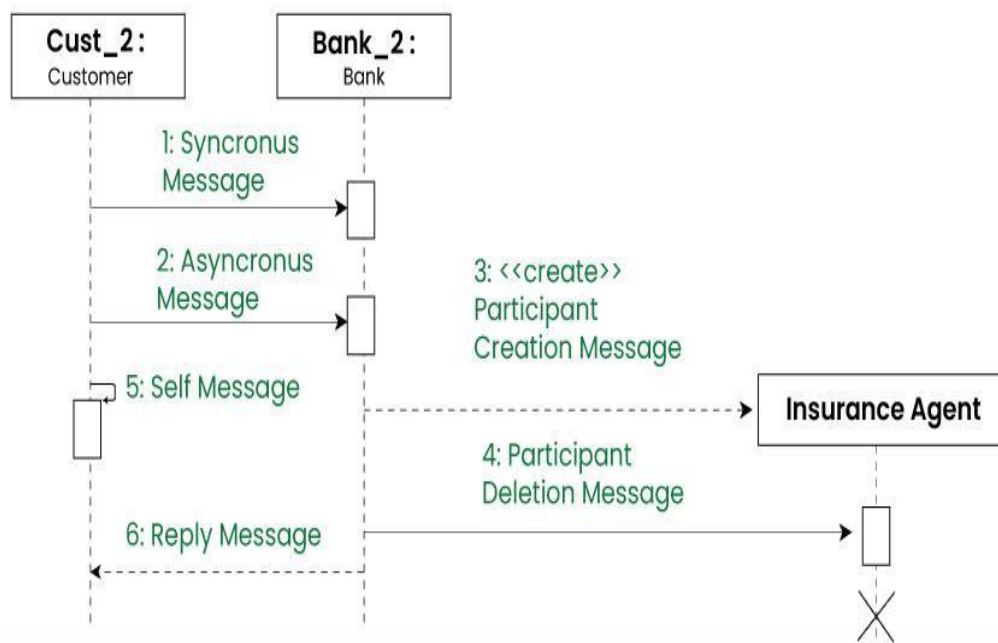 Cust_2:
Customer
Bank_2:
Bank
1: Syncronus
Message
2: Asyncronus
Message
3: <<create>>
Participant
Creation Message
5: Self Message
Insurance Agent
4: Participant
Deletion Message
6: Reply Message